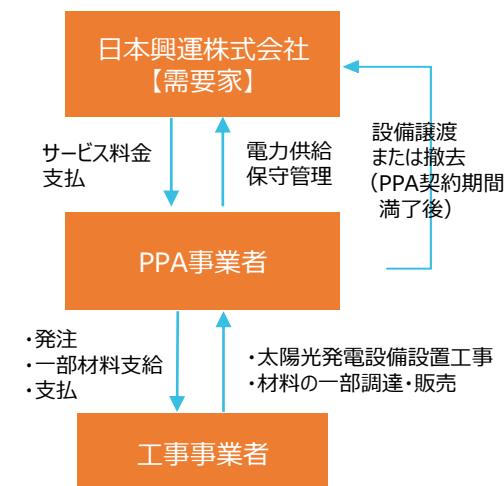 日本興運株式会社
【需要家】
サービス料金
支払
電力供給
保守管理
設備譲渡
または撤去
（PPA契約期間
満了後）
PPA事業者
・発注
・一部材料支給
・支払
・太陽光発電設備設置工事
・材料の一部調達・販売
工事事業者